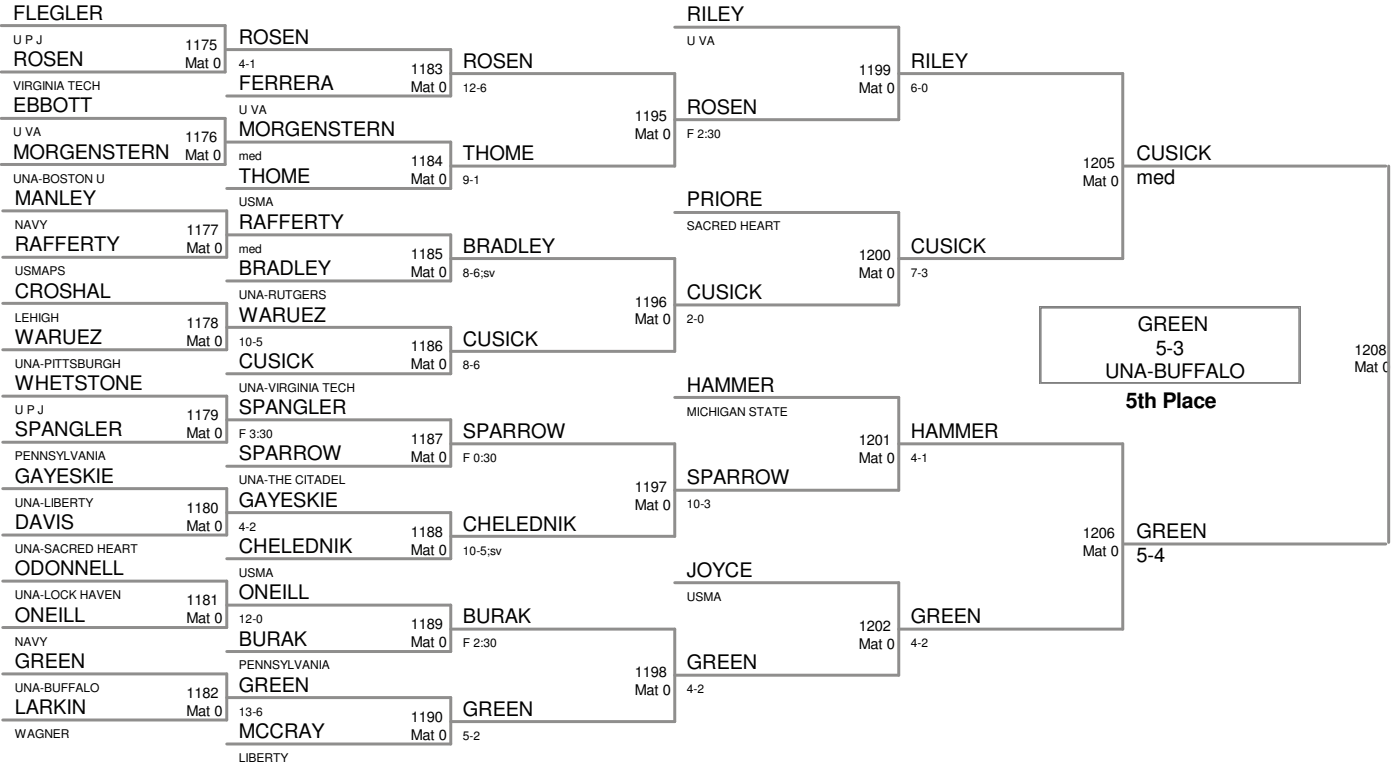 FLEGLER
U P J
1175
ROSEN
Mat 0
VIRGINIA TECH
EBBOTT
U VA
1176
MORGENSTERN
Mat 0
UNA-BOSTON U
MANLEY
NAVY
1177
RAFFERTY
Mat 0
USMAPS
CROSHAL
LEHIGH
1178
WARUEZ
Mat 0
UNA-PITTSBURGH
WHETSTONE
U P J
1179
SPANGLER
Mat 0
PENNSYLVANIA
GAYESKIE
UNA-LIBERTY
1180
DAVIS
Mat 0
UNA-SACRED HEART
ODONNELL
UNA-LOCK HAVEN
1181
ONEILL
Mat 0
NAVY
GREEN
UNA-BUFFALO
1182
LARKIN
Mat 0
WAGNER
ROSEN
4-1
1183
FERRERA
Mat 0
U VA
MORGENSTERN
med
1184
THOME
Mat 0
USMA
RAFFERTY
med
1185
BRADLEY
Mat 0
UNA-RUTGERS
WARUEZ
10-5
1186
CUSICK
Mat 0
UNA-VIRGINIA TECH
SPANGLER
F 3:30
1187
SPARROW
Mat 0
UNA-THE CITADEL
GAYESKIE
4-2
1188
CHELEDNIK
Mat 0
USMA
ONEILL
12-0
1189
BURAK
Mat 0
PENNSYLVANIA
GREEN
13-6
1190
MCCRAY
Mat 0
LIBERTY
ROSEN
12-6
1195
Mat 0
THOME
9-1
BRADLEY
8-6;sv
1196
Mat 0
CUSICK
8-6
SPARROW
F 0:30
1197
Mat 0
CHELEDNIK
10-5;sv
BURAK
F 2:30
1198
Mat 0
GREEN
5-2
RILEY
U VA
1199
Mat 0
ROSEN
F 2:30
PRIORE
SACRED HEART
1200
Mat 0
CUSICK
2-0
HAMMER
MICHIGAN STATE
1201
Mat 0
SPARROW
10-3
JOYCE
USMA
1202
Mat 0
GREEN
4-2
RILEY
6-0
1205
Mat 0
CUSICK
7-3
HAMMER
4-1
1206
Mat 0
GREEN
4-2
CUSICK
med
1208
Mat 0
GREEN
5-4
GREEN
5-3
UNA-BUFFALO
5th Place